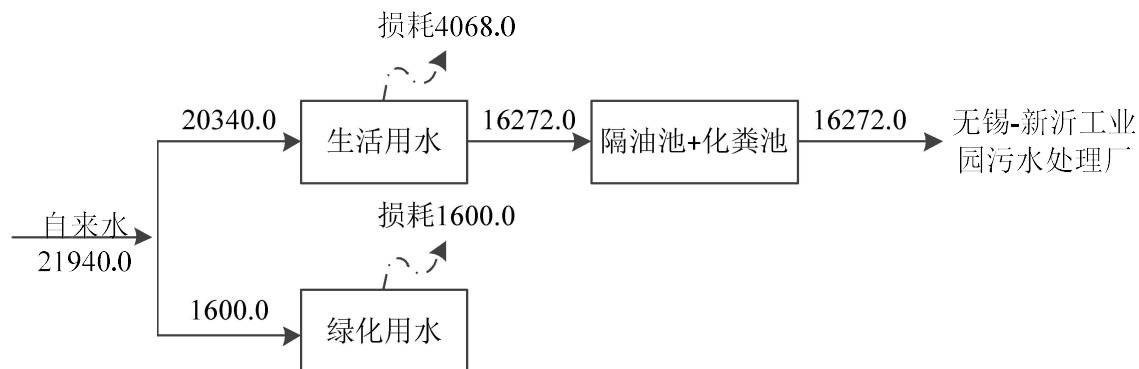 损耗4068.0
20340.0
生活用水
16272.0
隔油池+化粪池
16272.0
无锡-新沂工业
园污水处理厂
自来水
21940.0
损耗1600.0
1600.0
绿化用水